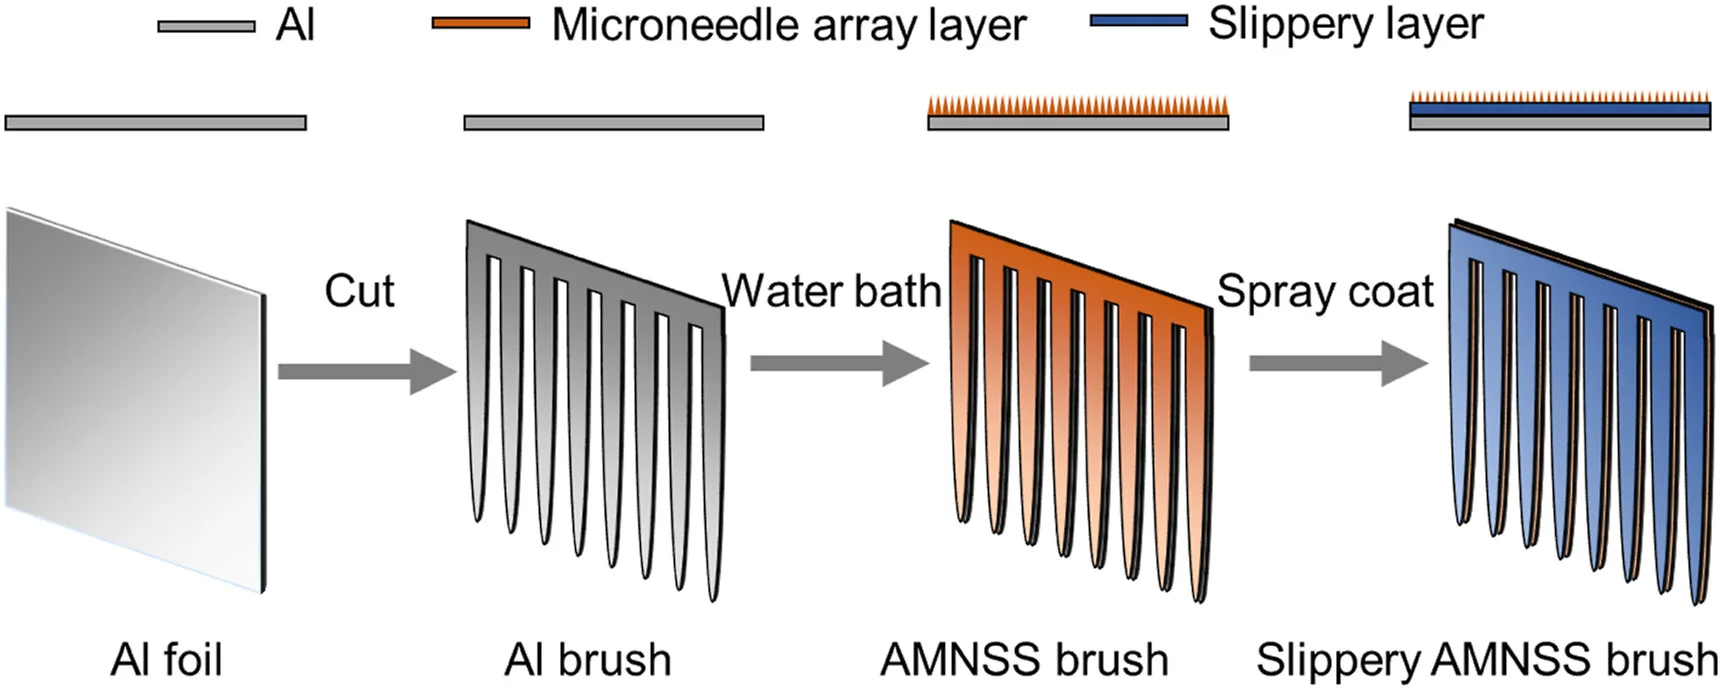 Al
Microneedle array layer
Slippery layer
Cut
Water bath
Spray coat
Al foil
Al brush
AMNSS brush
Slippery AMNSS brush